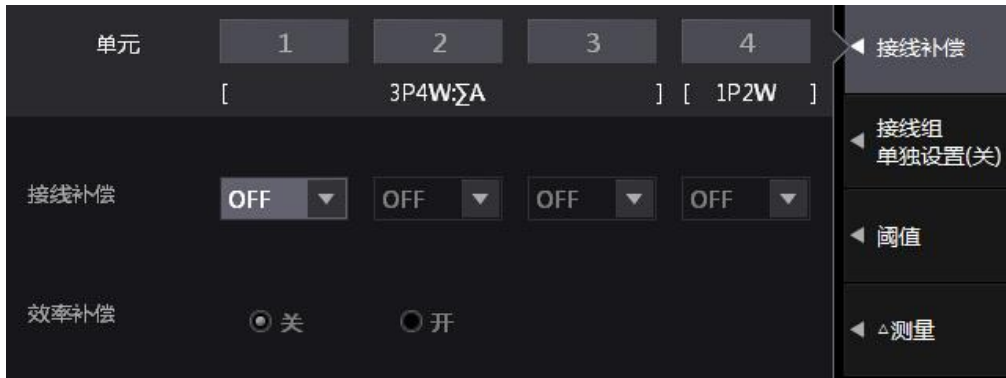 单元 1 2 3 4
[ 3P4W:∑A ] [ 1P2W ]
接线补偿 OFF OFF OFF OFF
效率补偿 关 开
接线补偿
接线组
单独设置(关)
阈值
△测量